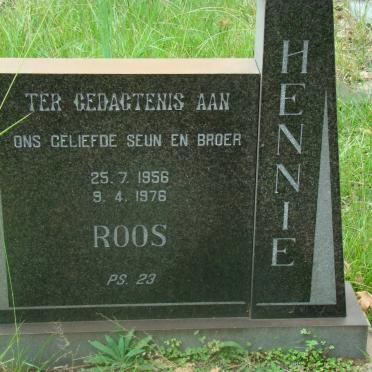 TER GEDAGTENIS AAN
ONS GELIEFDE SEUN EN BROER
25. 7. 1956
9. 4. 1976
ROOS
PS. 23
HENNIE